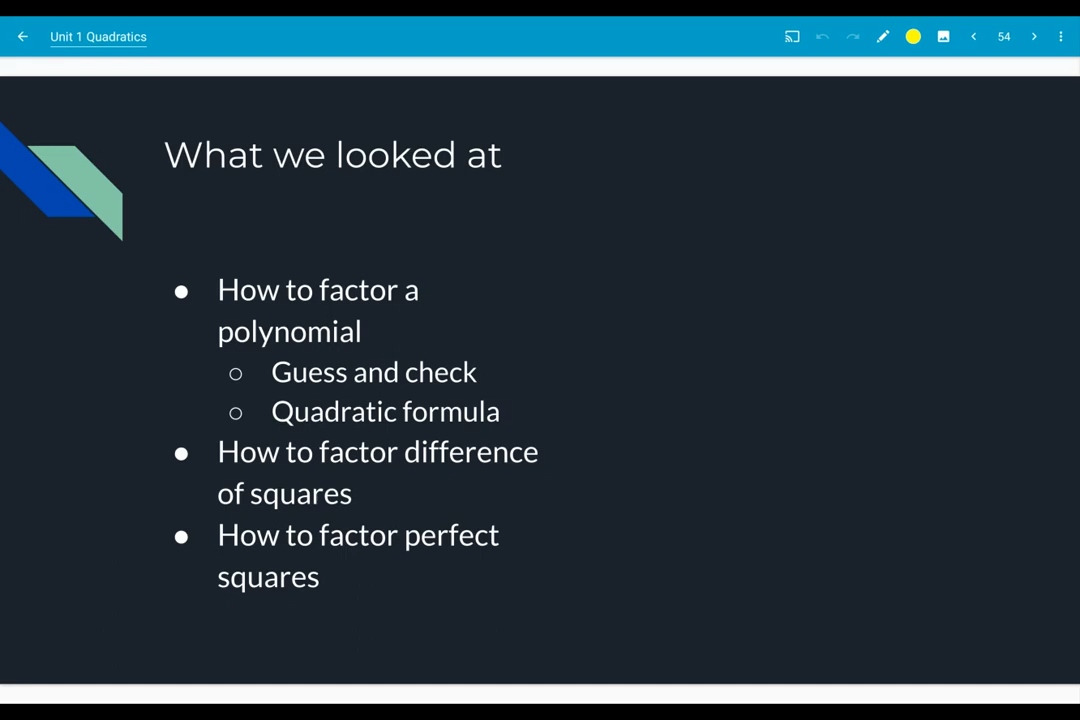 Unit 1 Quadratics
54
What we looked at
● How to factor a
polynomial
○ Guess and check
○ Quadratic formula
● How to factor difference
of squares
● How to factor perfect
squares